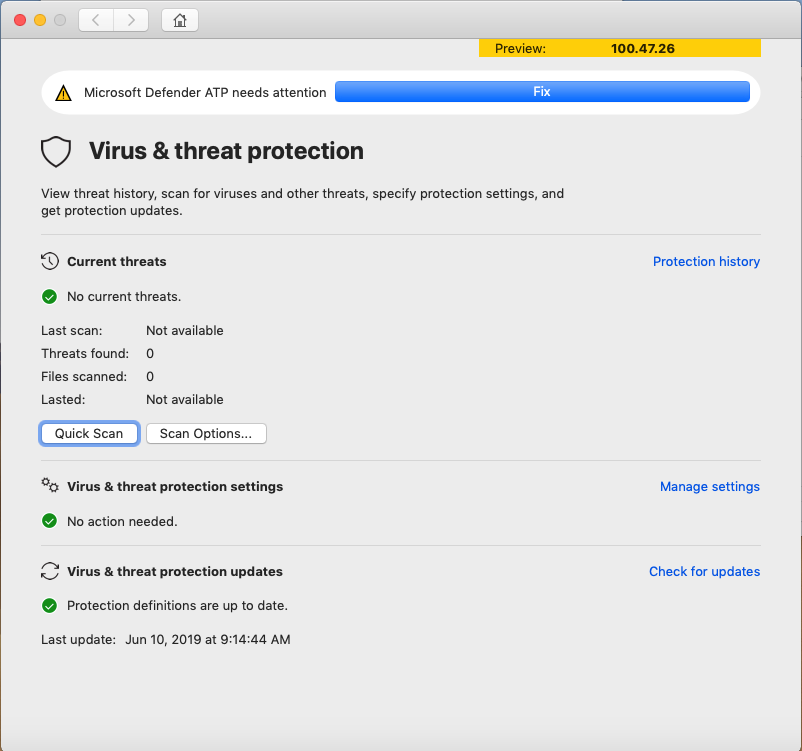 Preview: 100.47.26
Microsoft Defender ATP needs attention Fix
Virus & threat protection
View threat history, scan for viruses and other threats, specify protection settings, and
get protection updates.
Current threats Protection history
No current threats.
Last scan: Not available
Threats found: 0
Files scanned: 0
Lasted: Not available
Quick Scan Scan Options...
Virus & threat protection settings Manage settings
No action needed.
Virus & threat protection updates Check for updates
Protection definitions are up to date.
Last update: Jun 10, 2019 at 9:14:44 AM